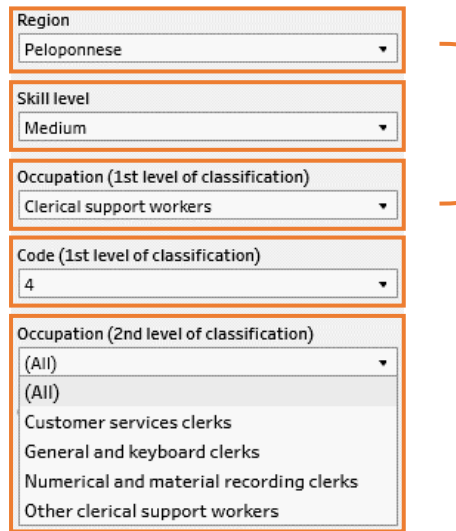 Region
Peloponnese
Skill level
Medium
Occupation (1st level of classification)
Clerical support workers
Code (1st level of classification)
4
Occupation (2nd level of classification)
(All)
(All)
Customer services clerks
General and keyboard clerks
Numerical and material recording clerks
Other clerical support workers